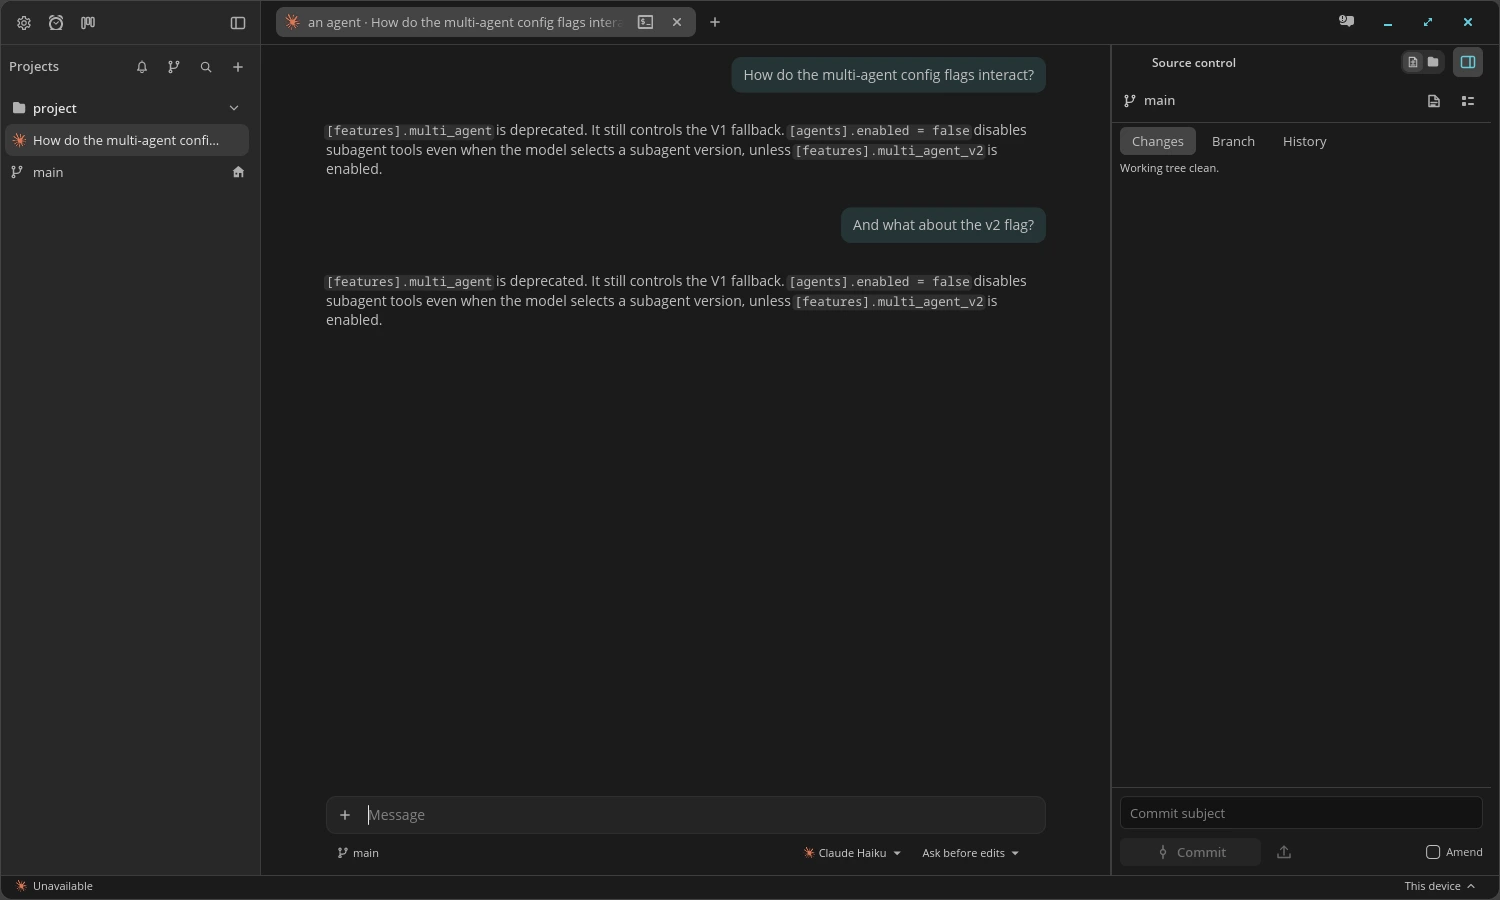 an agent · How do the multi-agent config flags inter
Projects
project
How do the multi-agent confi...
main
How do the multi-agent config flags interact?
[features].multi_agent is deprecated. It still controls the V1 fallback. [agents].enabled = false disables
subagent tools even when the model selects a subagent version, unless [features].multi_agent_v2 is
enabled.
And what about the v2 flag?
[features].multi_agent is deprecated. It still controls the V1 fallback. [agents].enabled = false disables
subagent tools even when the model selects a subagent version, unless [features].multi_agent_v2 is
enabled.
Message
main
Claude Haiku
Ask before edits
Source control
main
Changes Branch History
Working tree clean.
Commit subject
Commit
Amend
Unavailable
This device